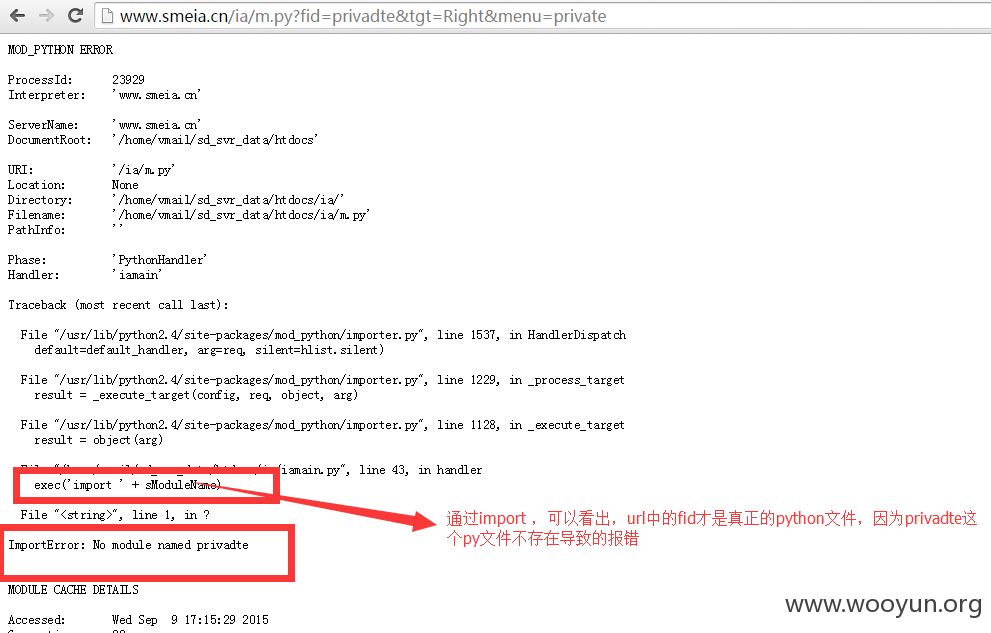 www.smeia.cn/ia/m.py?fid=privadte&tgt=Right&menu=private
MOD_PYTHON ERROR
ProcessId: 23929
Interpreter: 'www.smeia.cn'
ServerName: 'www.smeia.cn'
DocumentRoot: '/home/vmail/sd_svr_data/htdocs'
URI: '/ia/m.py'
Location: None
Directory: '/home/vmail/sd_svr_data/htdocs/ia/'
Filename: '/home/vmail/sd_svr_data/htdocs/ia/m.py'
PathInfo: ''
Phase: 'PythonHandler'
Handler: 'iamain'
Traceback (most recent call last):
File "/usr/lib/python2.4/site-packages/mod_python/importer.py", line 1537, in HandlerDispatch
default=default_handler, arg=req, silent=hlist.silent)
File "/usr/lib/python2.4/site-packages/mod_python/importer.py", line 1229, in _process_target
result = _execute_target(config, req, object, arg)
File "/usr/lib/python2.4/site-packages/mod_python/importer.py", line 1128, in _execute_target
result = object(arg)
iamain.py", line 43, in handler
exec('import ' + sModuleName)
File "<string>", line 1, in ?
通过import ，可以看出，url中的fid才是真正的python文件，因为privadte这
个py文件不存在导致的报错
ImportError: No module named privadte
MODULE CACHE DETAILS
www.wooyun.org
Accessed: Wed Sep 9 17:15:29 2015